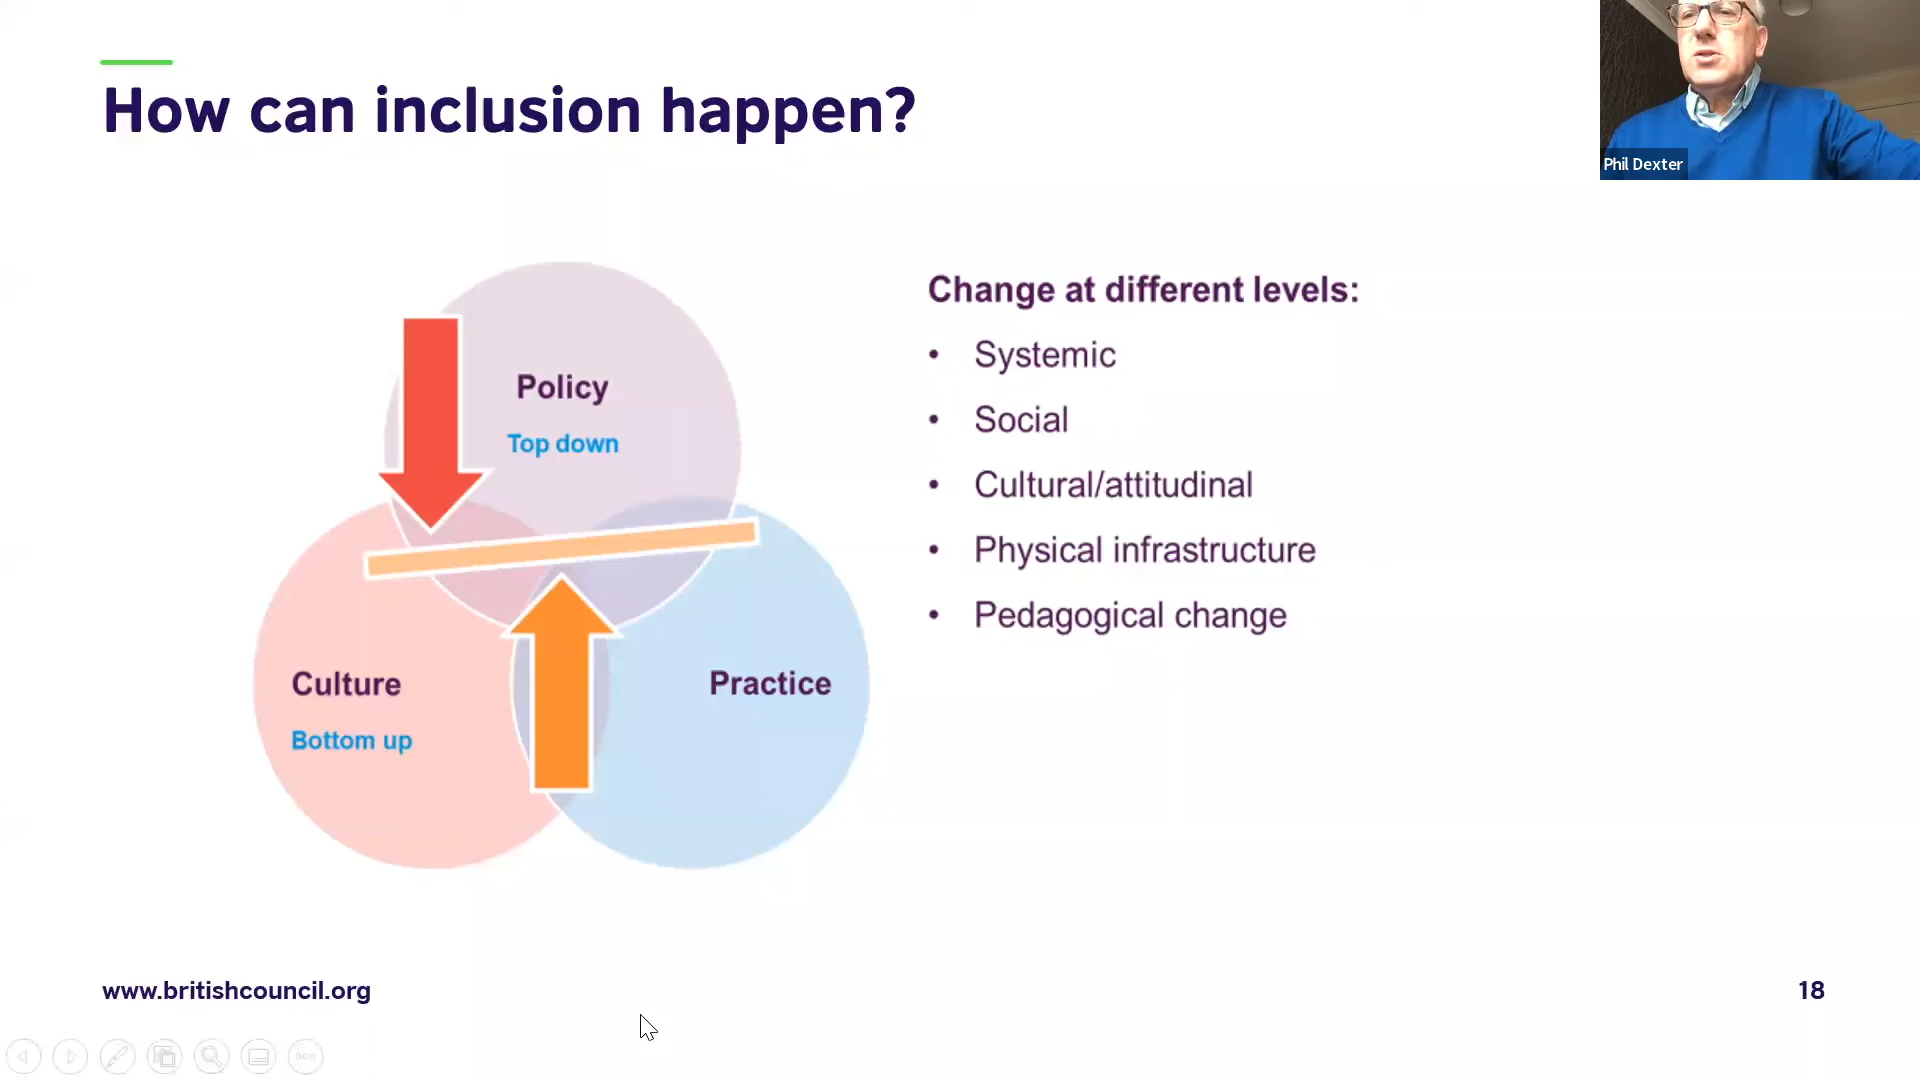 How can inclusion happen?
Phil Dexter
Policy
Top down
Culture
Bottom up
Practice
Change at different levels:
• Systemic
• Social
• Cultural/attitudinal
• Physical infrastructure
• Pedagogical change
www.britishcouncil.org
18